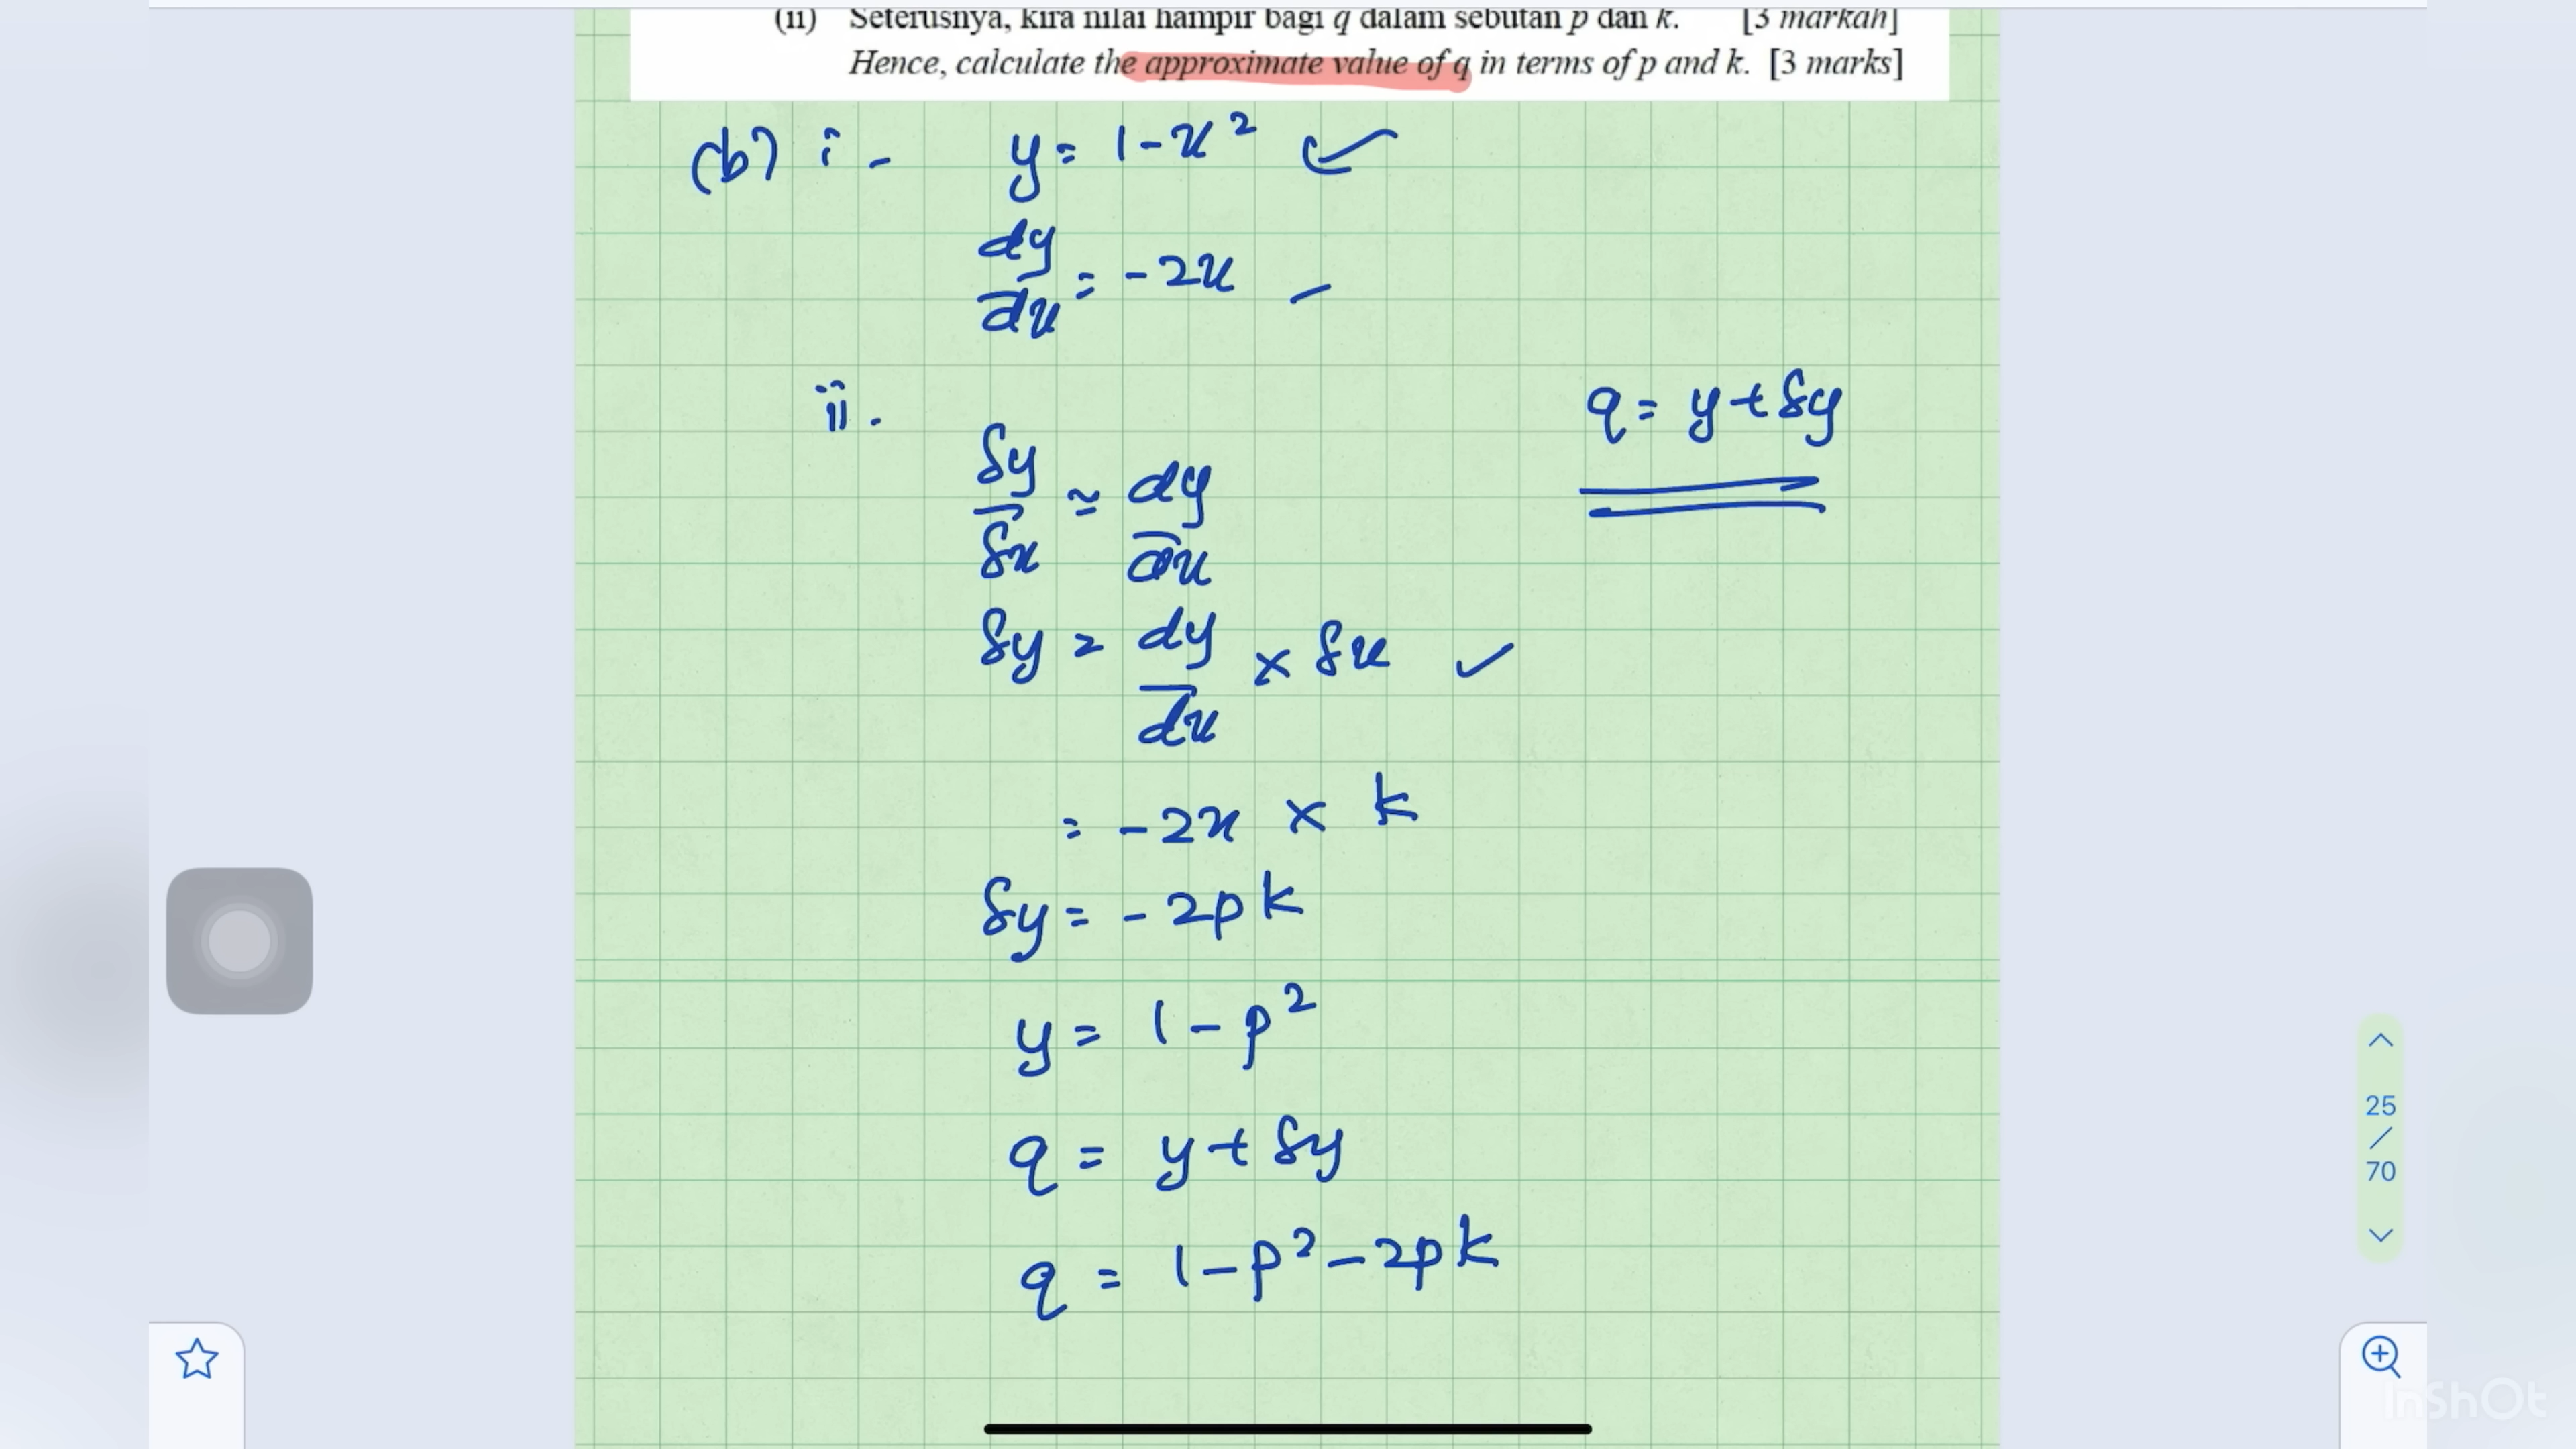 (ii) Seterusnya, kira nilai hampir bagi q dalam sebutan p dan k. [3 markah]
Hence, calculate the approximate value of q in terms of p and k. [3 marks]
(b) i - y = 1 - x² ✓
dy/dx = -2x
ii. q = y + δy
δy/δx ≈ dy/dx
δy = dy/dx × δx ✓
= -2x × k
δy = -2pk
y = 1 - p²
q = y + δy
q = 1 - p² - 2pk
25
/
70
InShOt